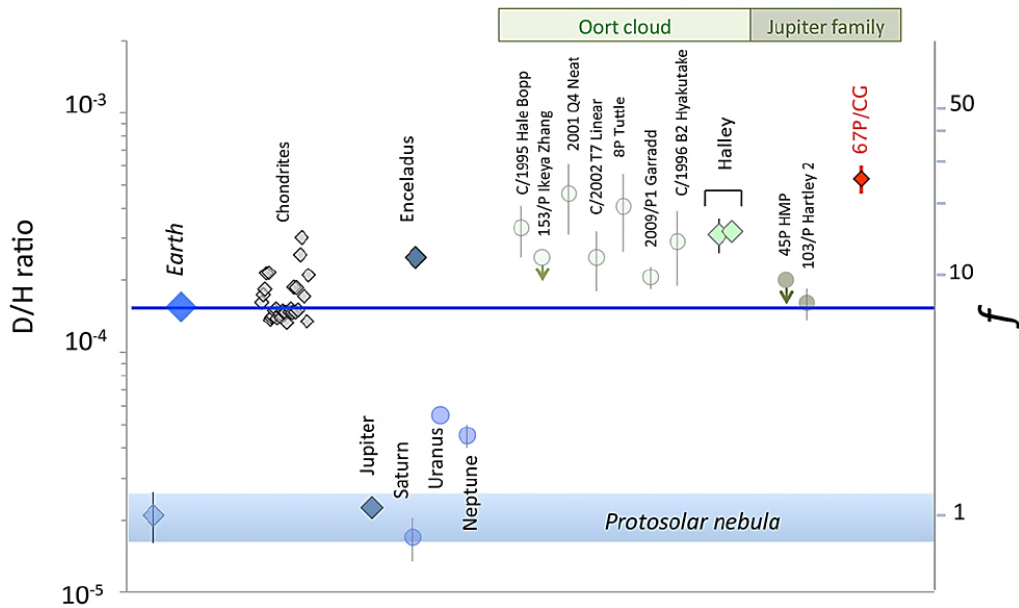 Oort cloud
Jupiter family
10-3
10-4
10-5
D/H ratio
50
10
1
f
Earth
Chondrites
Enceladus
C/1995 Hale Bopp
153/P Ikeya Zhang
2001 Q4 Neat
C/2002 T7 Linear
8P Tuttle
2009/P1 Garradd
C/1996 B2 Hyakutake
Halley
45P HMP
103/P Hartley 2
67P/CG
Jupiter
Saturn
Uranus
Neptune
Protosolar nebula